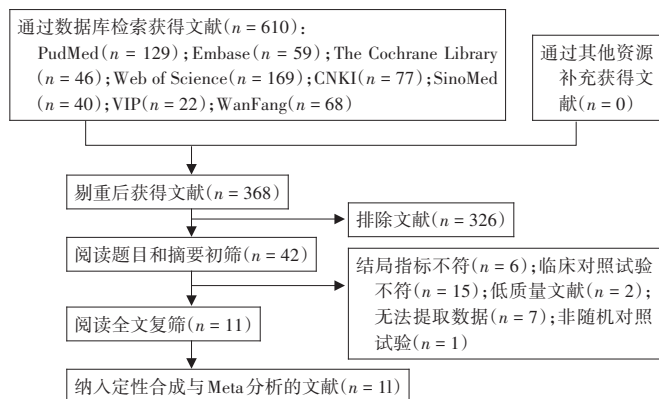 通过数据库检索获得文献(n = 610)：
PudMed(n = 129)；Embase(n = 59)；The Cochrane Library
(n = 46)；Web of Science(n = 169)；CNKI(n = 77)；SinoMed
(n = 40)；VIP(n = 22)；WanFang(n = 68)
通过其他资源
补充获得文
献(n = 0)
剔重后获得文献(n = 368)
排除文献(n = 326)
阅读题目和摘要初筛(n = 42)
结局指标不符(n = 6)；临床对照试验
不符(n = 15)；低质量文献(n = 2)；
无法提取数据(n = 7)；非随机对照
试验(n = 1)
阅读全文复筛(n = 11)
纳入定性合成与Meta分析的文献(n = 11)